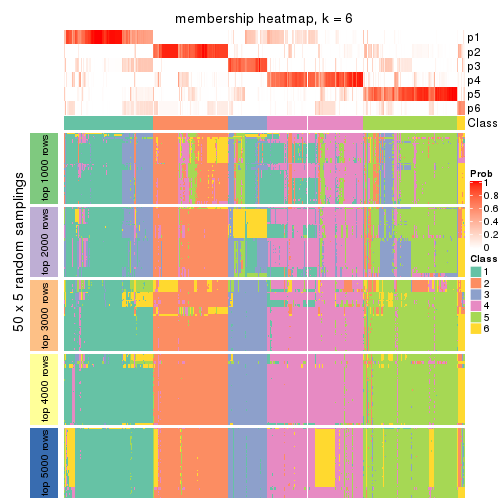 membership heatmap, k = 6
p1
p2
p3
p4
p5
p6
Class
50 x 5 random samplings
top 1000 rows
top 2000 rows
top 3000 rows
top 4000 rows
top 5000 rows
Prob
1
0.8
0.6
0.4
0.2
0
Class
1
2
3
4
5
6